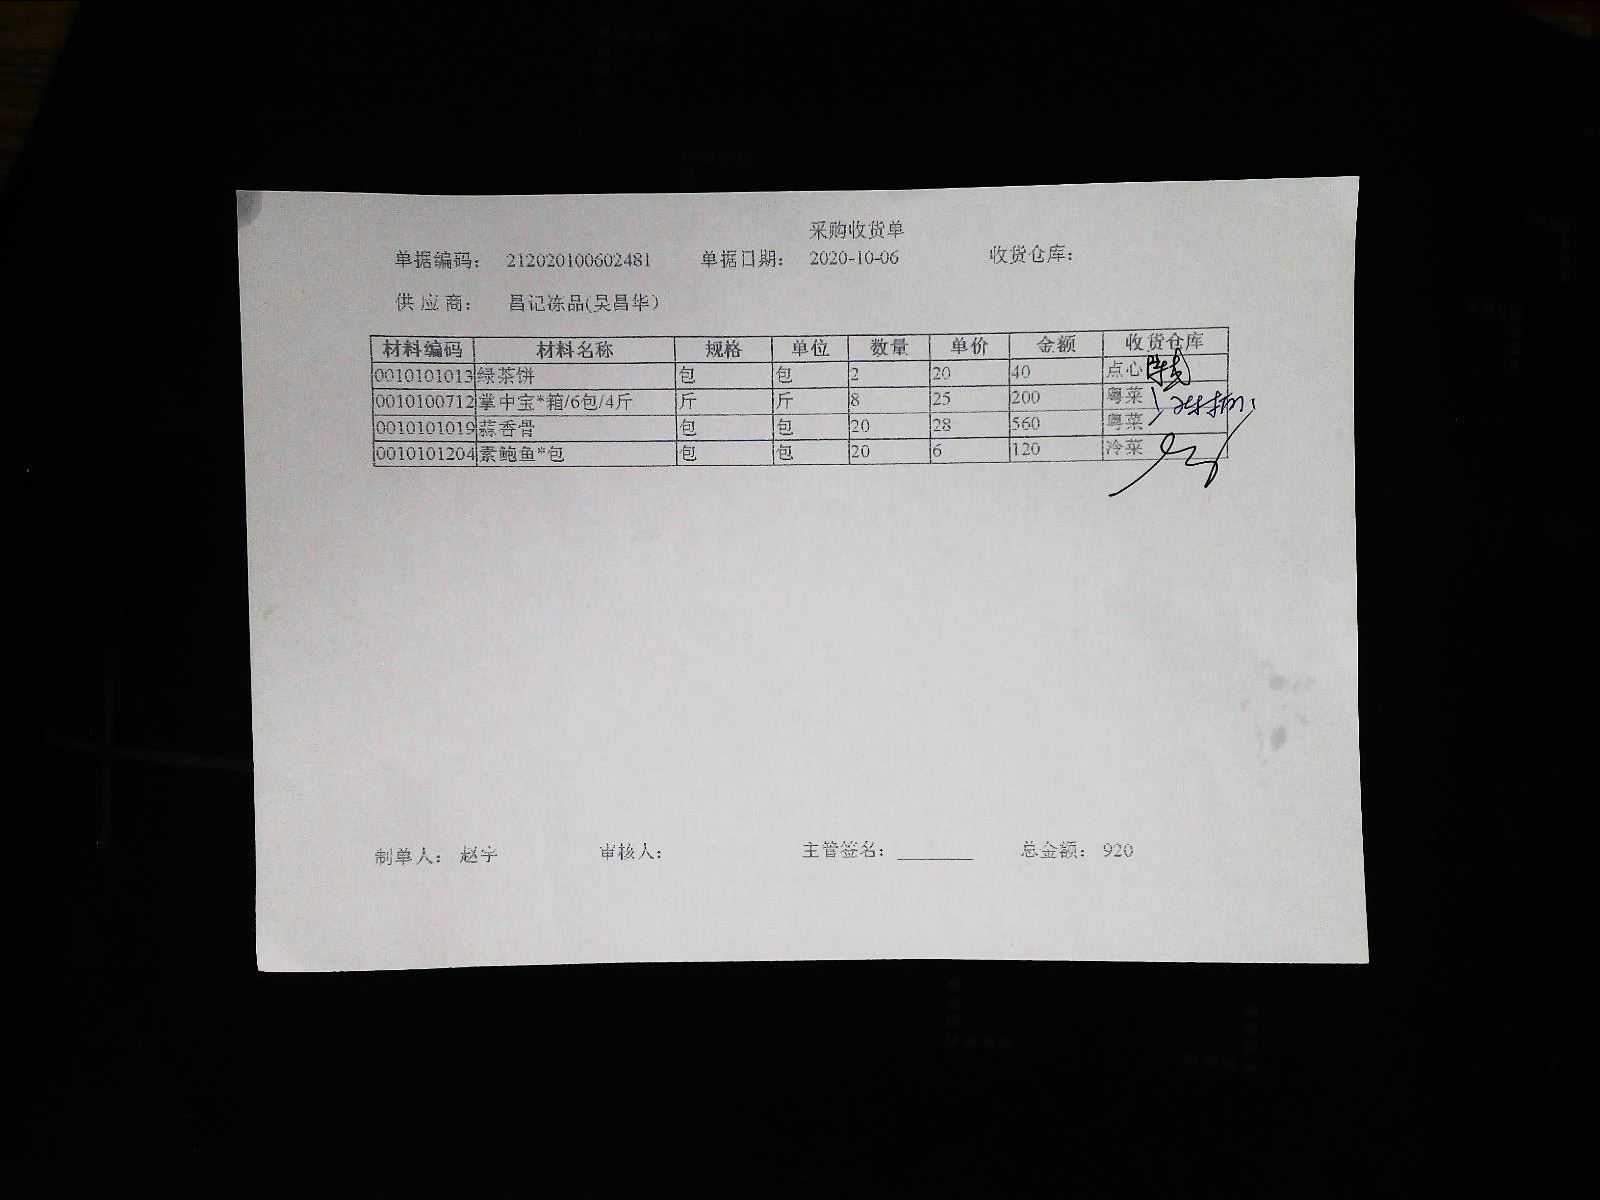 采购收货单
单据编码： 212020100602481 单据日期： 2020-10-06 收货仓库：
供 应 商： 昌记冻品(吴昌华)
材料编码 材料名称 规格 单位 数量 单价 金额 收货仓库
0010101013 绿茶饼 包 包 2 20 40 点心
0010100712 掌中宝*箱/6包/4斤 斤 斤 8 25 200 粤菜
0010101019 蒜香骨 包 包 20 28 560 粤菜
0010101204 素鲍鱼*包 包 包 20 6 120 冷菜
制单人： 赵宇 审核人： 主管签名： 总金额： 920